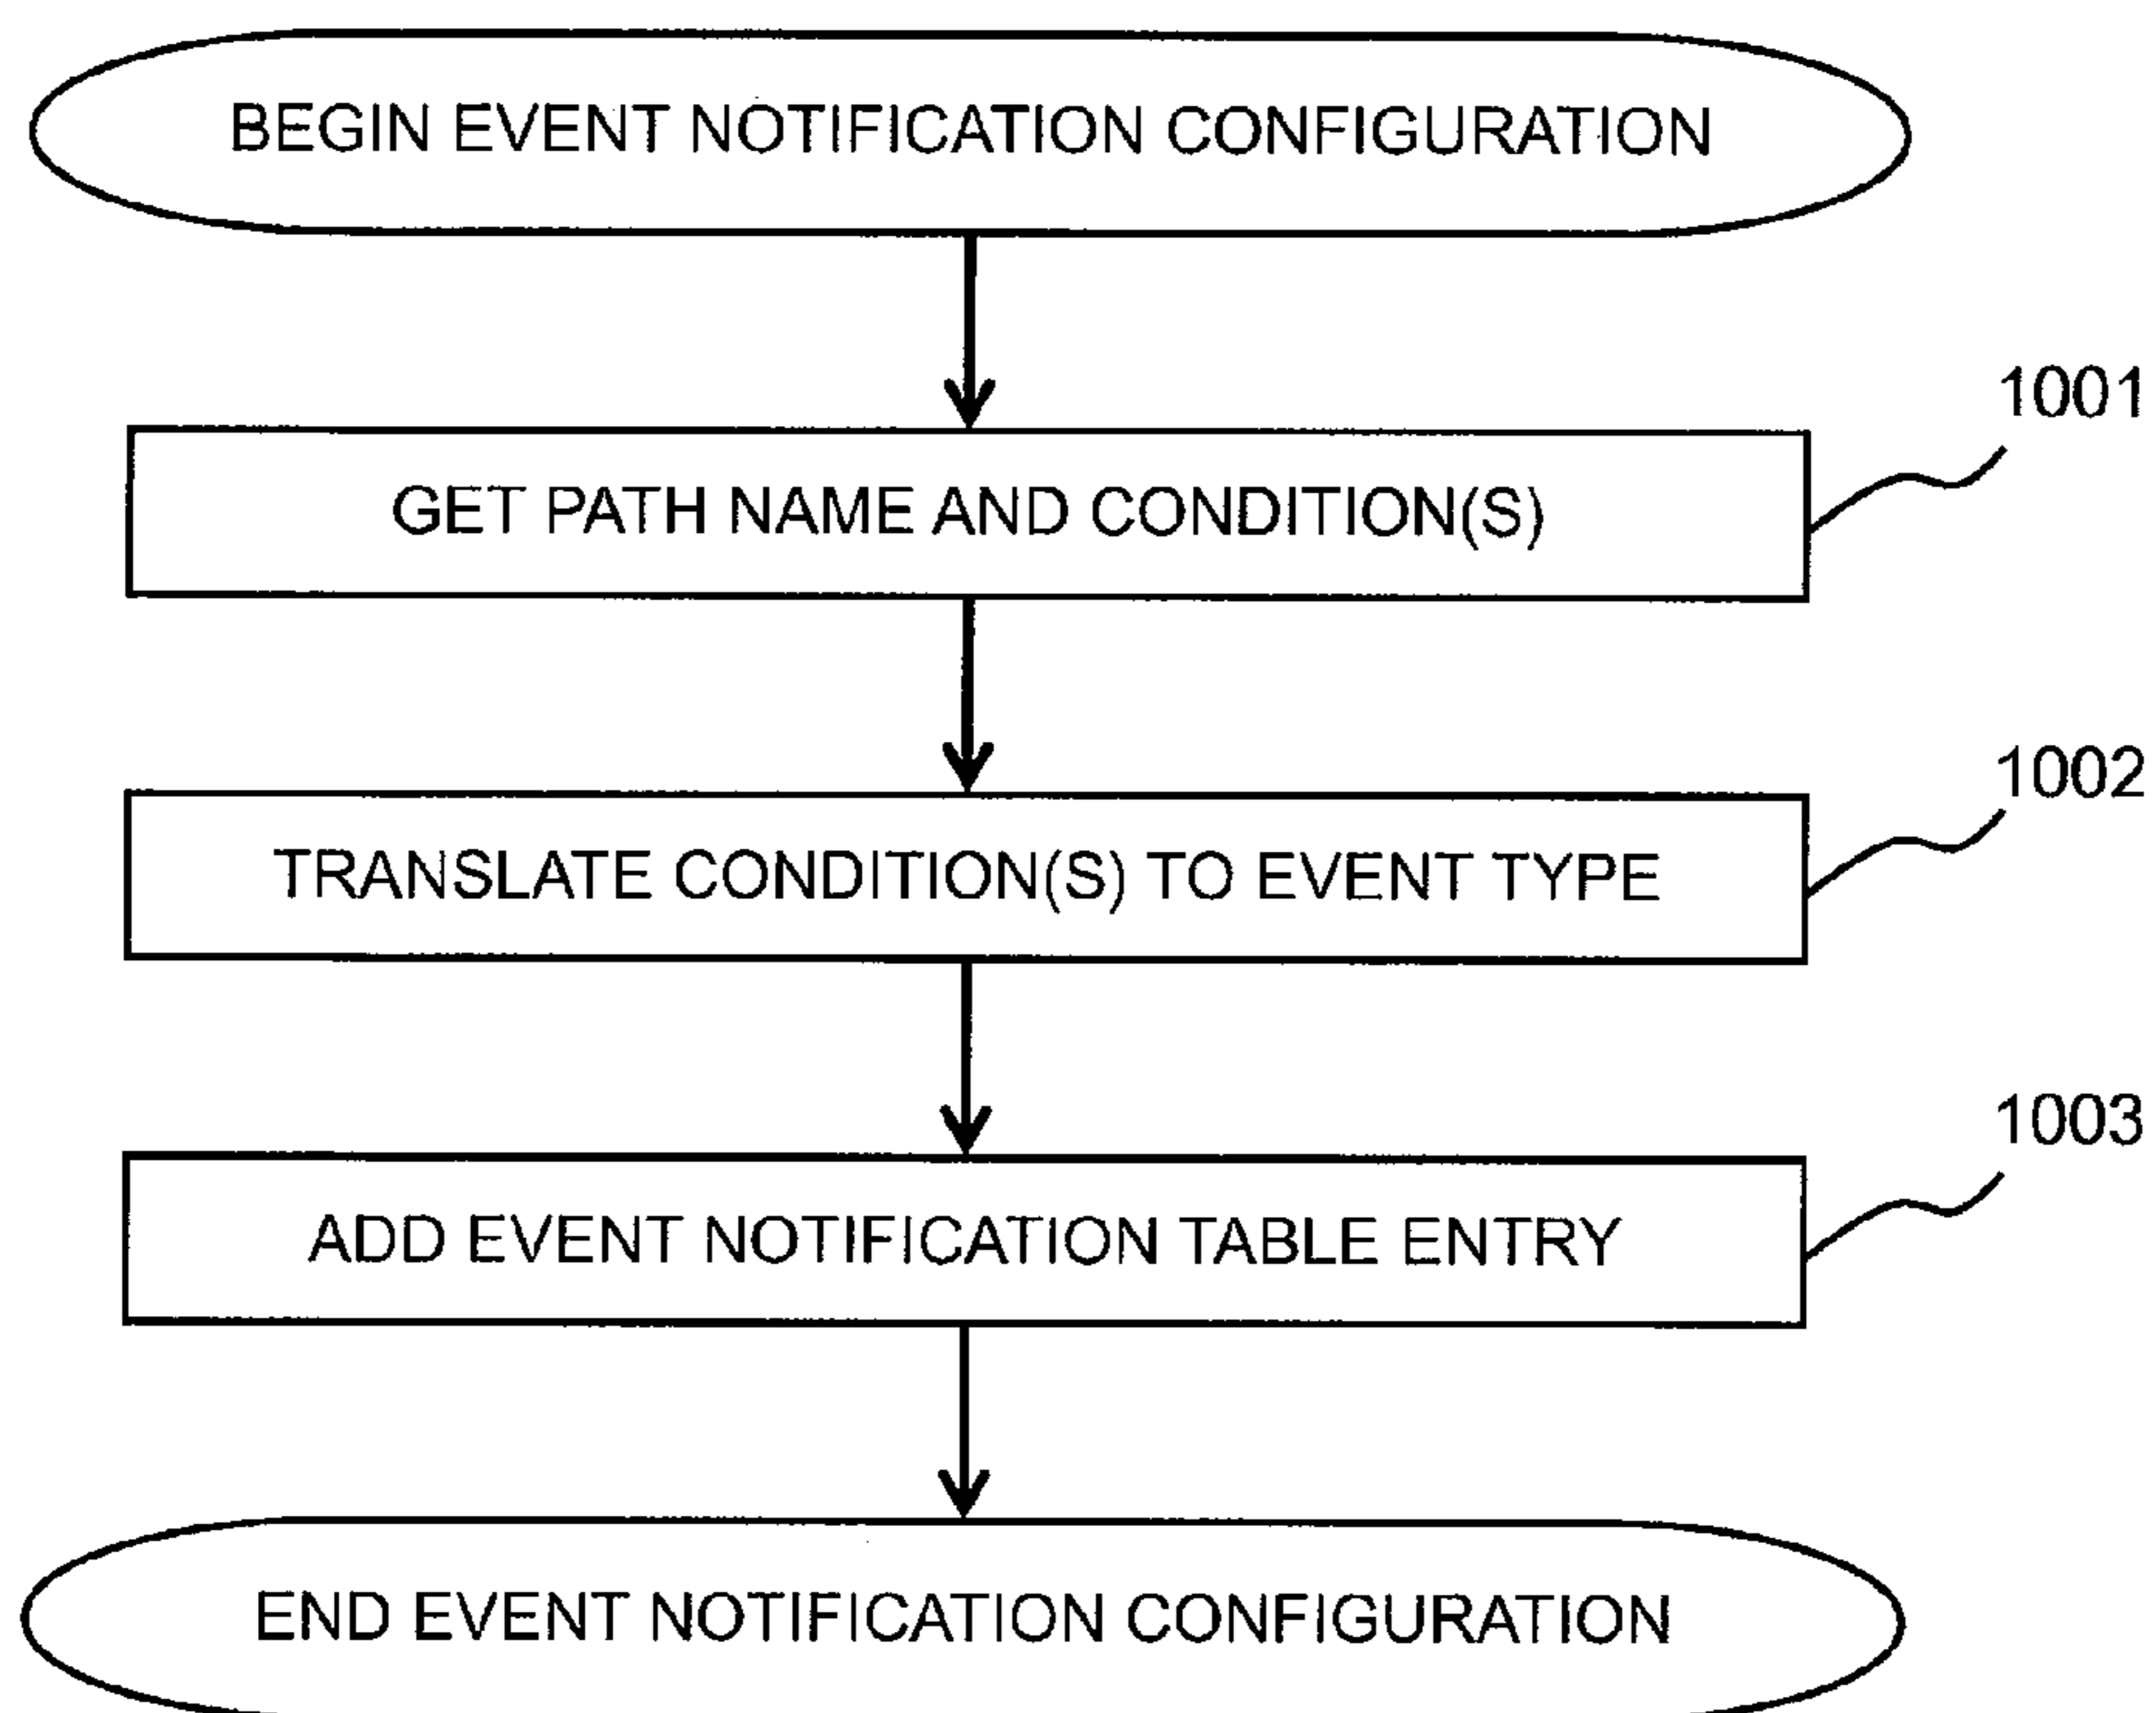 BEGIN EVENT NOTIFICATION CONFIGURATION
1001
GET PATH NAME AND CONDITION(S)
1002
TRANSLATE CONDITION(S) TO EVENT TYPE
1003
ADD EVENT NOTIFICATION TABLE ENTRY
END EVENT NOTIFICATION CONFIGURATION